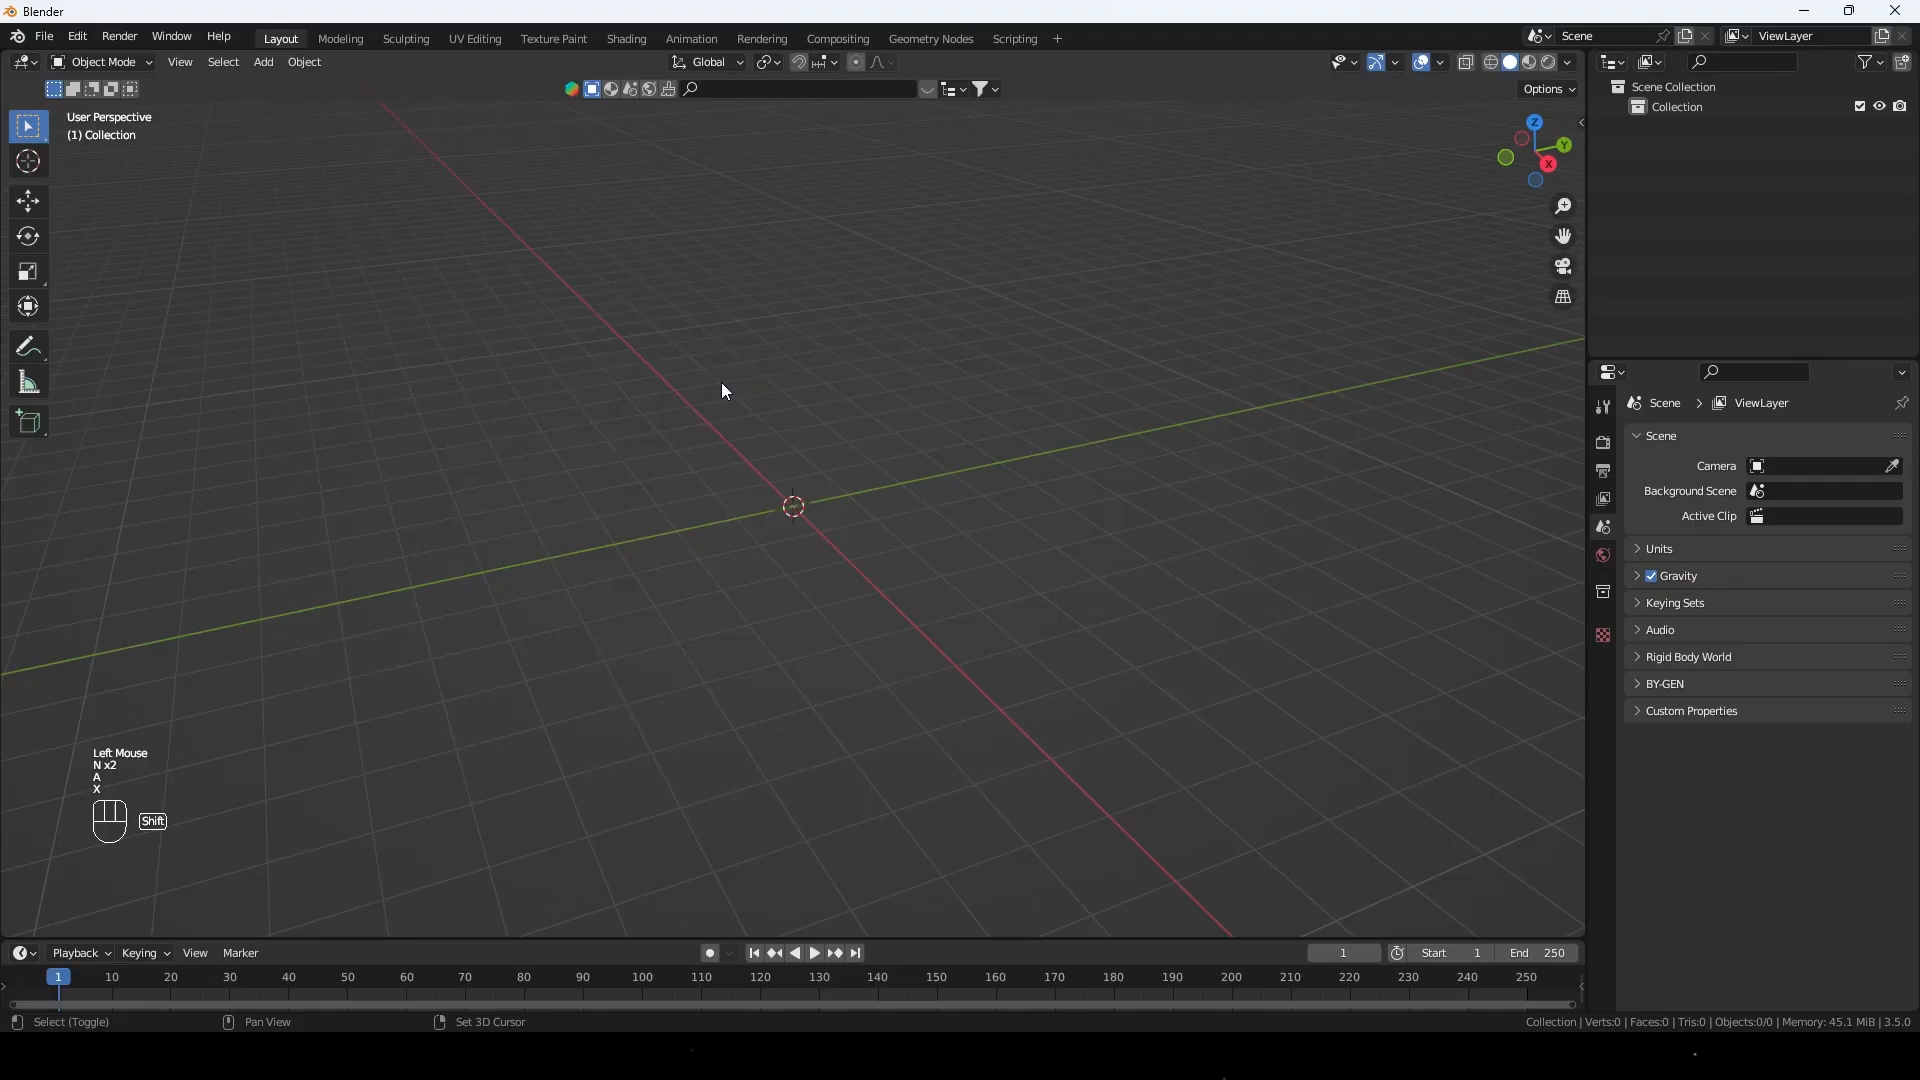 Blender
File Edit Render Window Help Layout Modeling Sculpting UV Editing Texture Paint Shading Animation Rendering Compositing Geometry Nodes Scripting + Scene ViewLayer
Object Mode View Select Add Object Global
Options
User Perspective
(1) Collection
Z
Y
X
Scene Collection
Collection
Scene > ViewLayer
Scene
Camera
Background Scene
Active Clip
Units
Gravity
Keying Sets
Audio
Rigid Body World
BY-GEN
Custom Properties
Left Mouse
N x2
A
X
Shift
Playback Keying View Marker 1 Start 1 End 250
1 10 20 30 40 50 60 70 80 90 100 110 120 130 140 150 160 170 180 190 200 210 220 230 240 250
Select (Toggle) Pan View Set 3D Cursor Collection | Verts:0 | Faces:0 | Tris:0 | Objects:0/0 | Memory: 45.1 MiB | 3.5.0